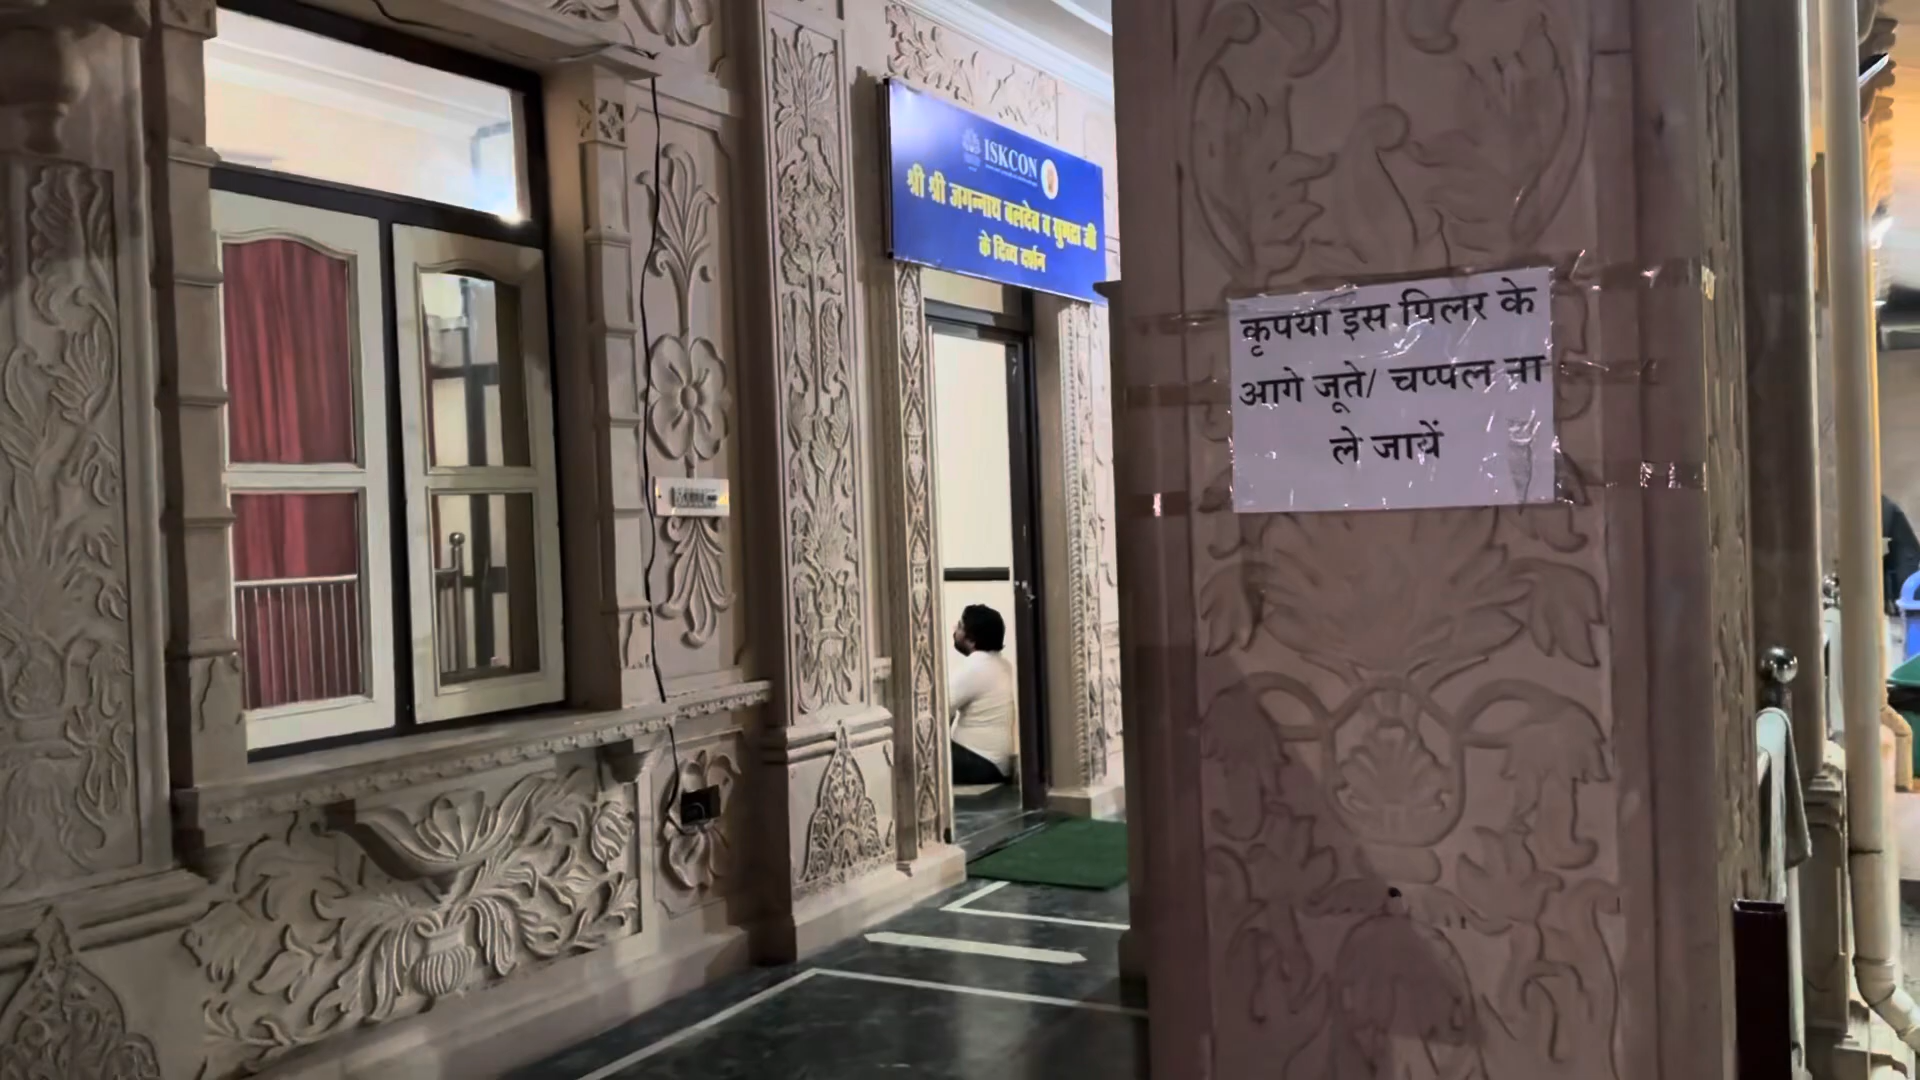 ISKCON
श्री श्री जगन्नाथ बलदेव व सुभद्रा जी
के दिव्य दर्शन
कृपया इस पिलर के
आगे जूते/ चप्पल ना
ले जायें